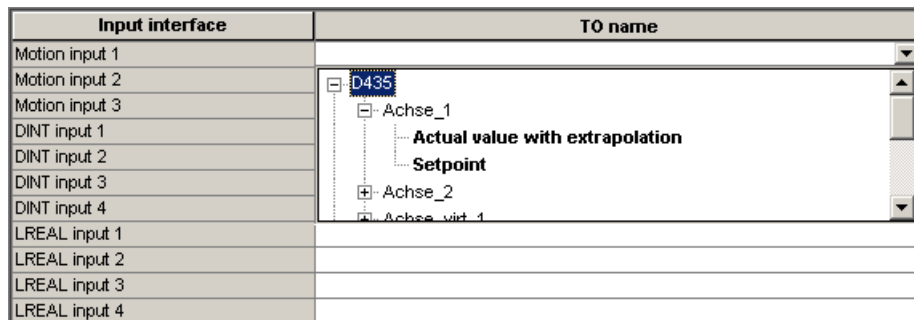 Input interface TO name
Motion input 1
Motion input 2
D435
Motion input 3
Achse_1
DINT input 1
Actual value with extrapolation
DINT input 2
Setpoint
DINT input 3
Achse_2
DINT input 4
Achse_virt_1
LREAL input 1
LREAL input 2
LREAL input 3
LREAL input 4